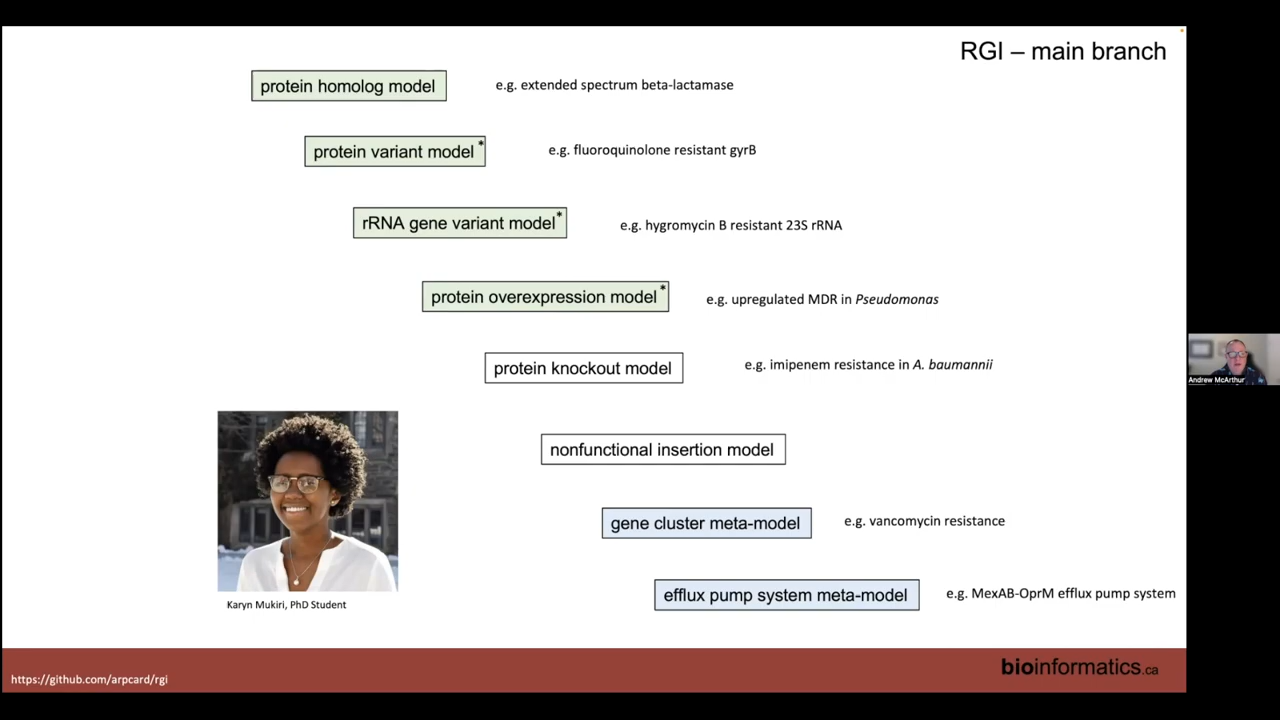 RGI – main branch
protein homolog model
e.g. extended spectrum beta-lactamase
protein variant model*
e.g. fluoroquinolone resistant gyrB
rRNA gene variant model*
e.g. hygromycin B resistant 23S rRNA
protein overexpression model*
e.g. upregulated MDR in Pseudomonas
protein knockout model
e.g. imipenem resistance in A. baumannii
Andrew McArthur
nonfunctional insertion model
gene cluster meta-model
e.g. vancomycin resistance
efflux pump system meta-model
e.g. MexAB-OprM efflux pump system
Karyn Mukiri, PhD Student
bioinformatics.ca
https://github.com/arpcard/rgi